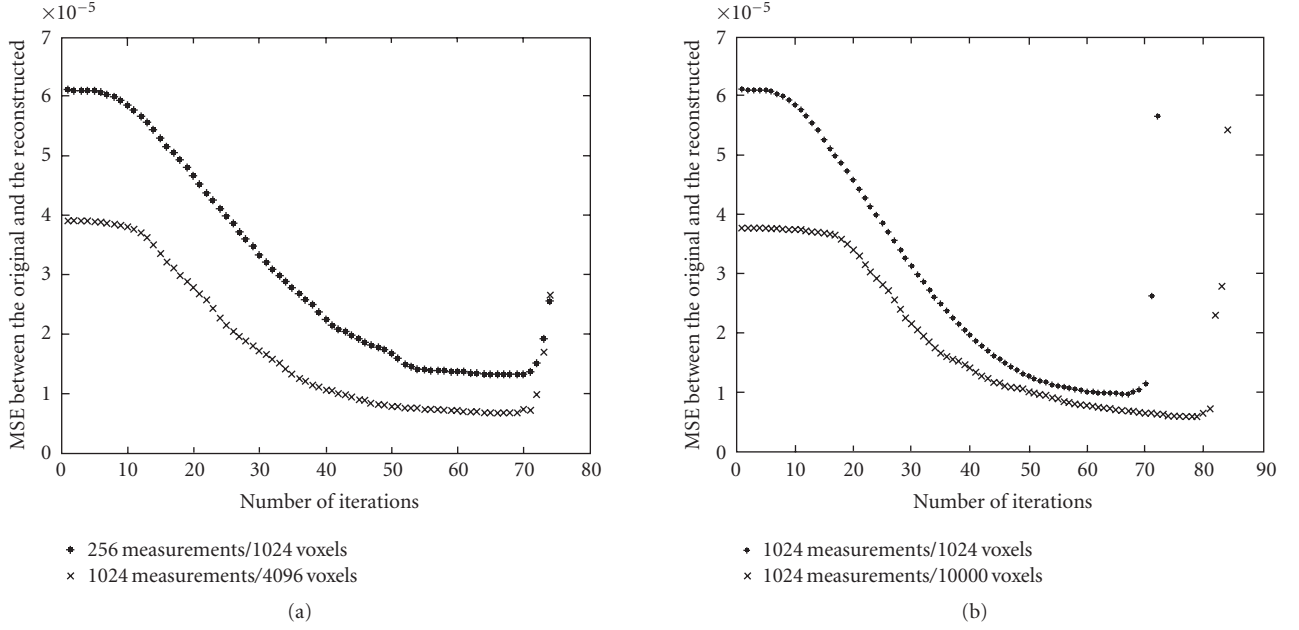 ×10⁻⁵
7
6
5
4
3
2
1
0
MSE between the original and the reconstructed
0 10 20 30 40 50 60 70 80
Number of iterations
256 measurements/1024 voxels
1024 measurements/4096 voxels
(a)
×10⁻⁵
7
6
5
4
3
2
1
0
MSE between the original and the reconstructed
0 10 20 30 40 50 60 70 80 90
Number of iterations
1024 measurements/1024 voxels
1024 measurements/10000 voxels
(b)